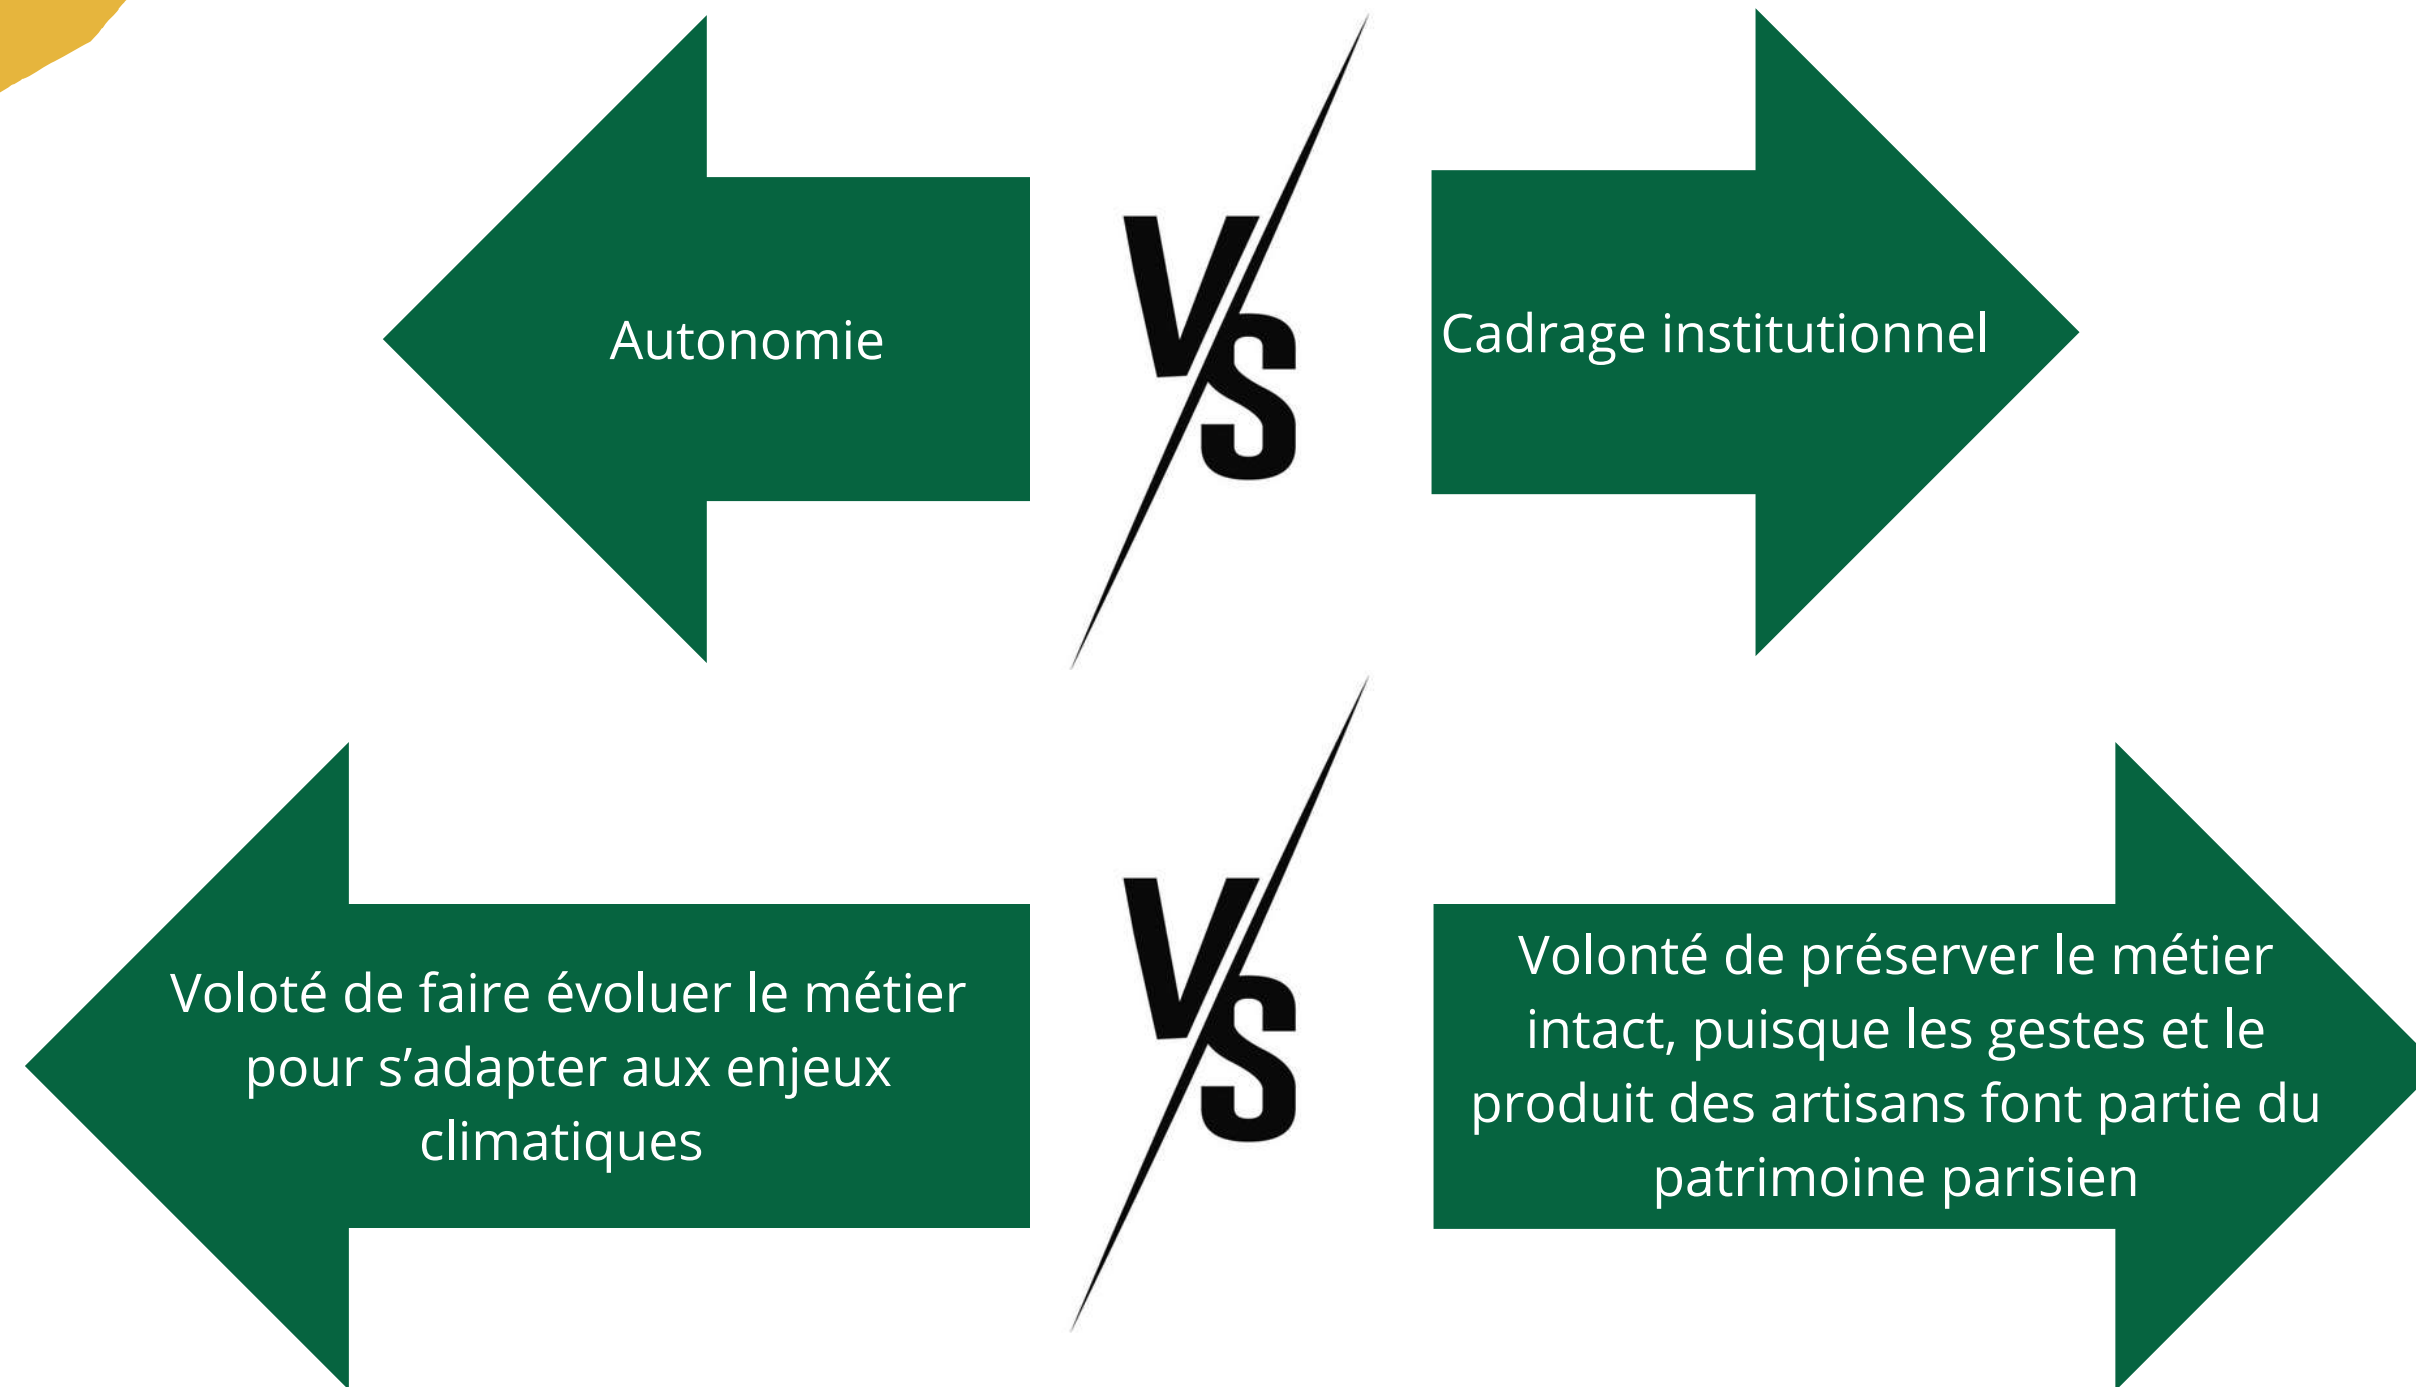 Autonomie
VS
Cadrage institutionnel
Voloté de faire évoluer le métier
pour s’adapter aux enjeux
climatiques
VS
Volonté de préserver le métier
intact, puisque les gestes et le
produit des artisans font partie du
patrimoine parisien